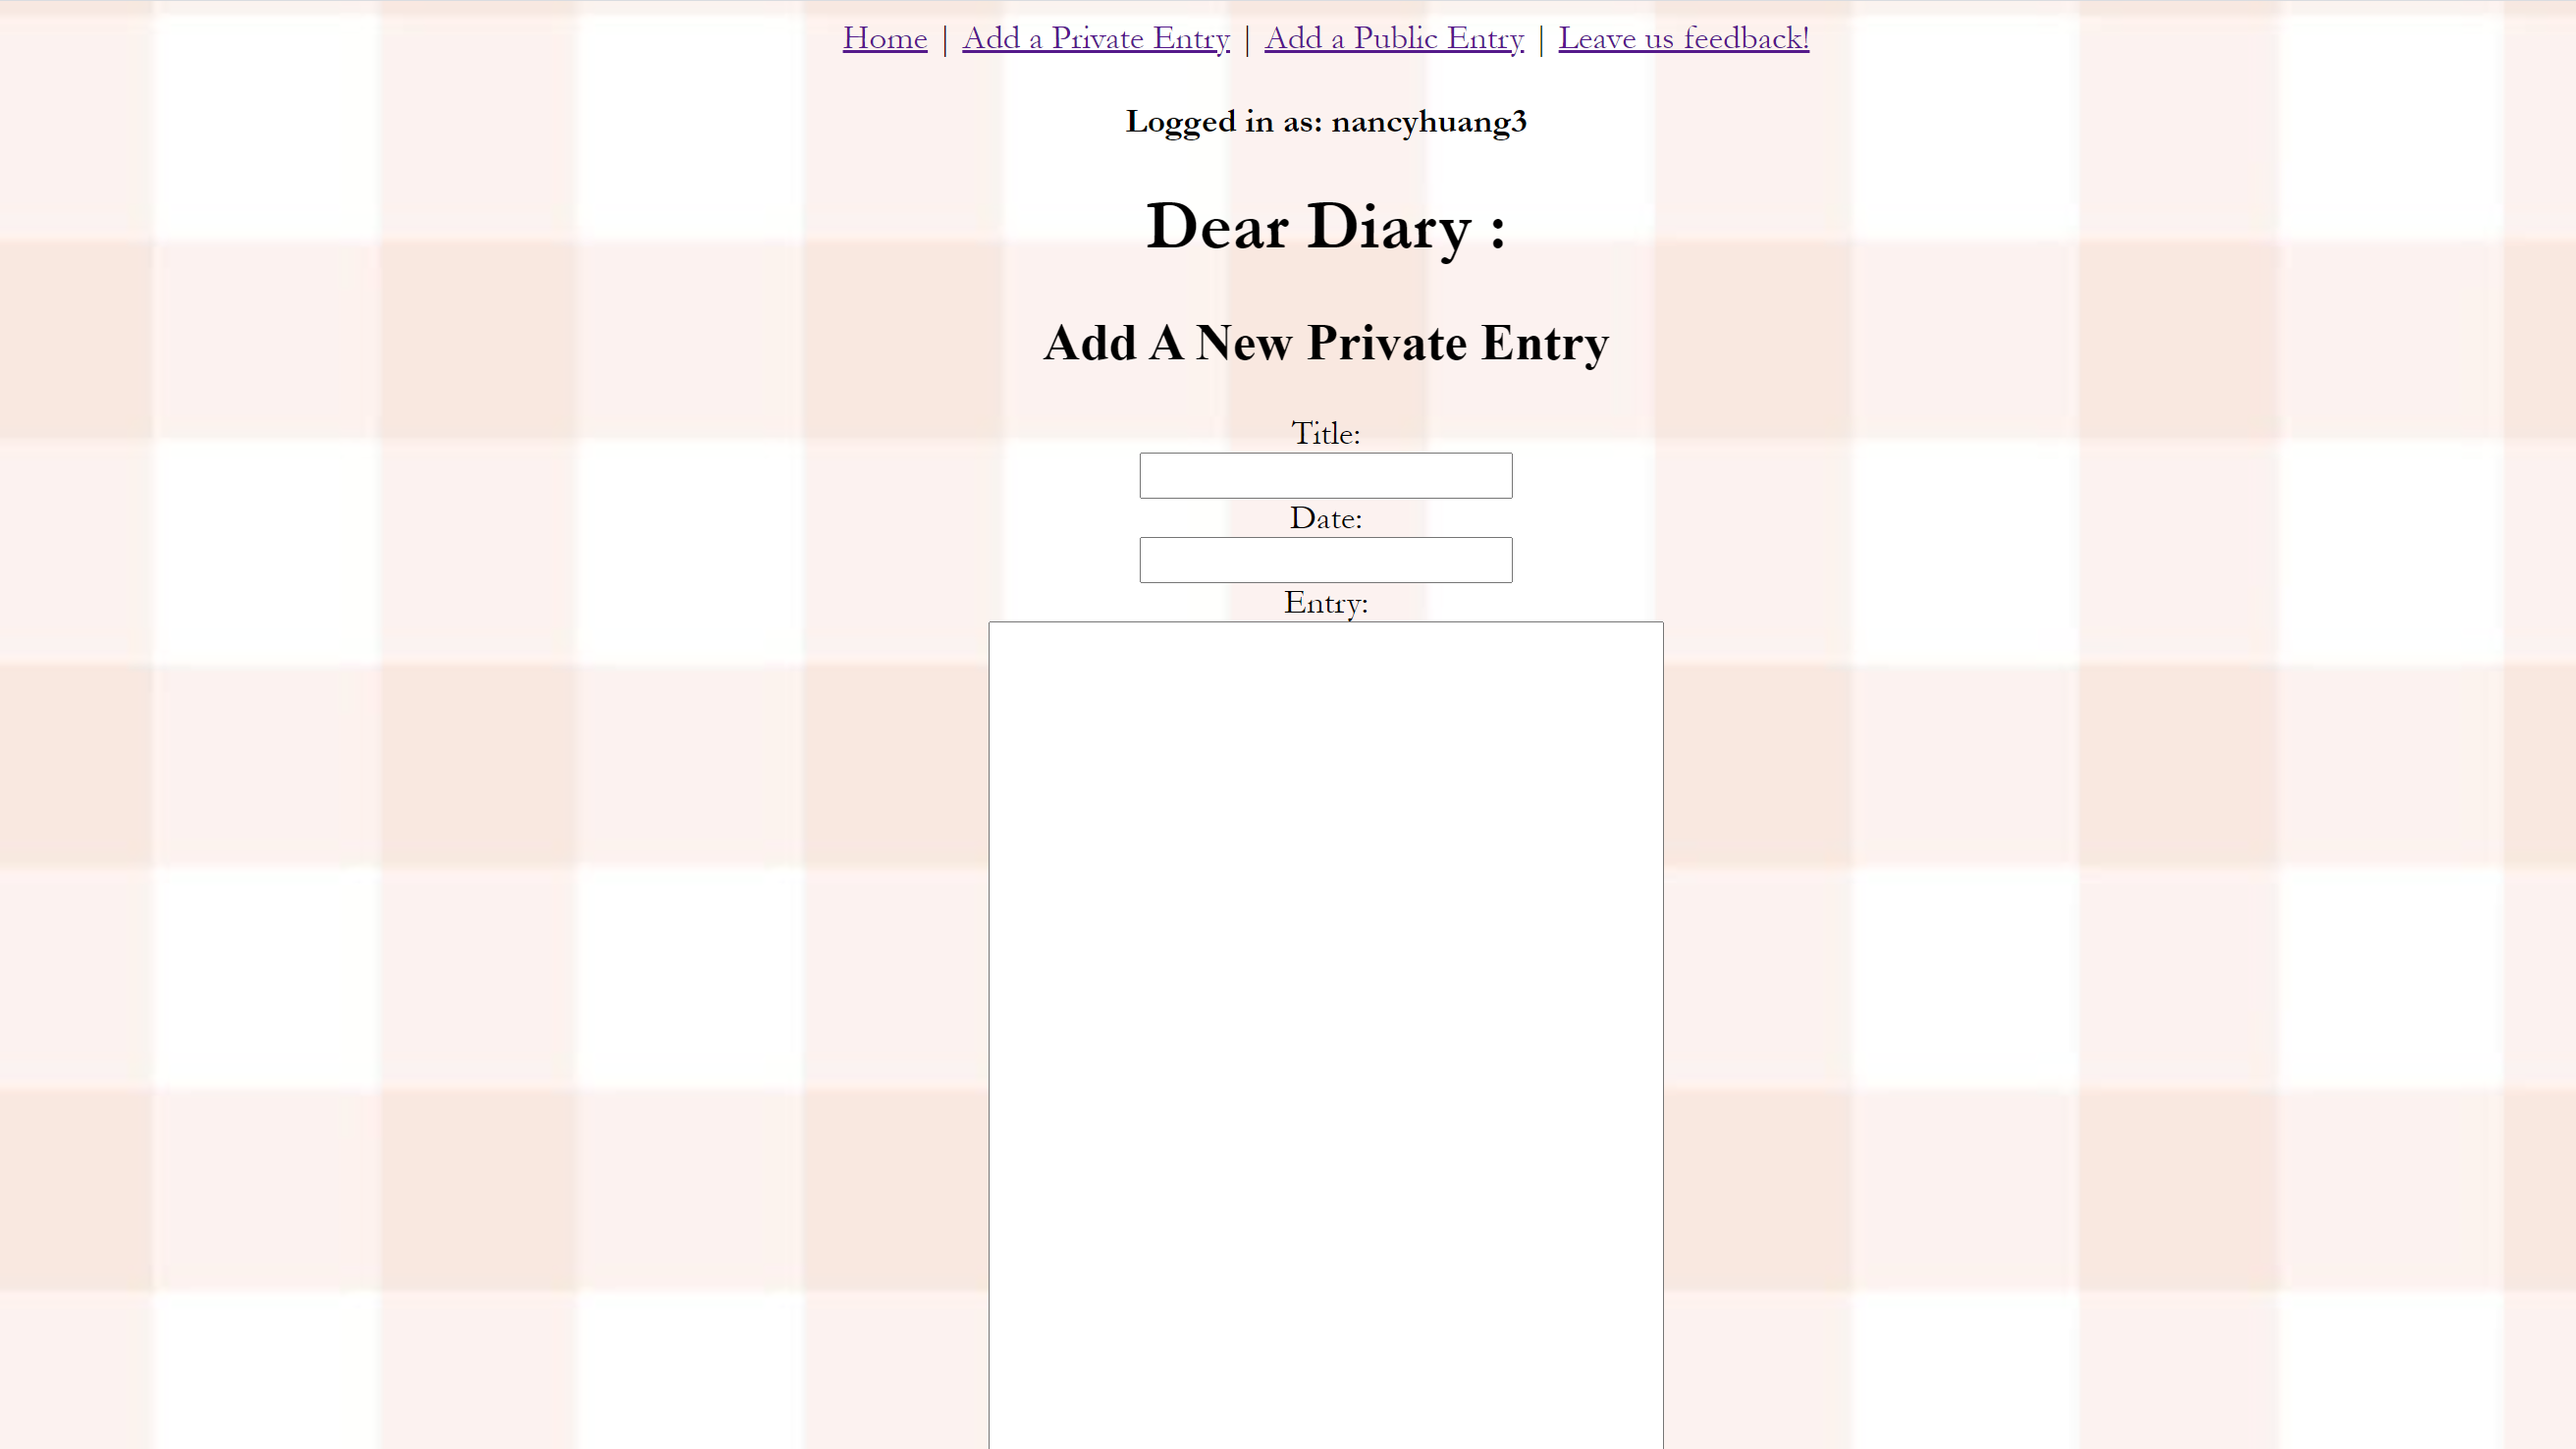 Home | Add a Private Entry | Add a Public Entry | Leave us feedback!
Logged in as: nancyhuang3
Dear Diary :
Add A New Private Entry
Title:
Date:
Entry: